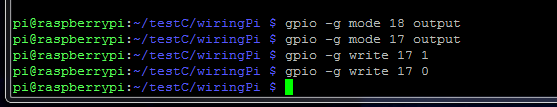 pi@raspberrypi:~/testC/wiringPi $ gpio -g mode 18 output
pi@raspberrypi:~/testC/wiringPi $ gpio -g mode 17 output
pi@raspberrypi:~/testC/wiringPi $ gpio -g write 17 1
pi@raspberrypi:~/testC/wiringPi $ gpio -g write 17 0
pi@raspberrypi:~/testC/wiringPi $